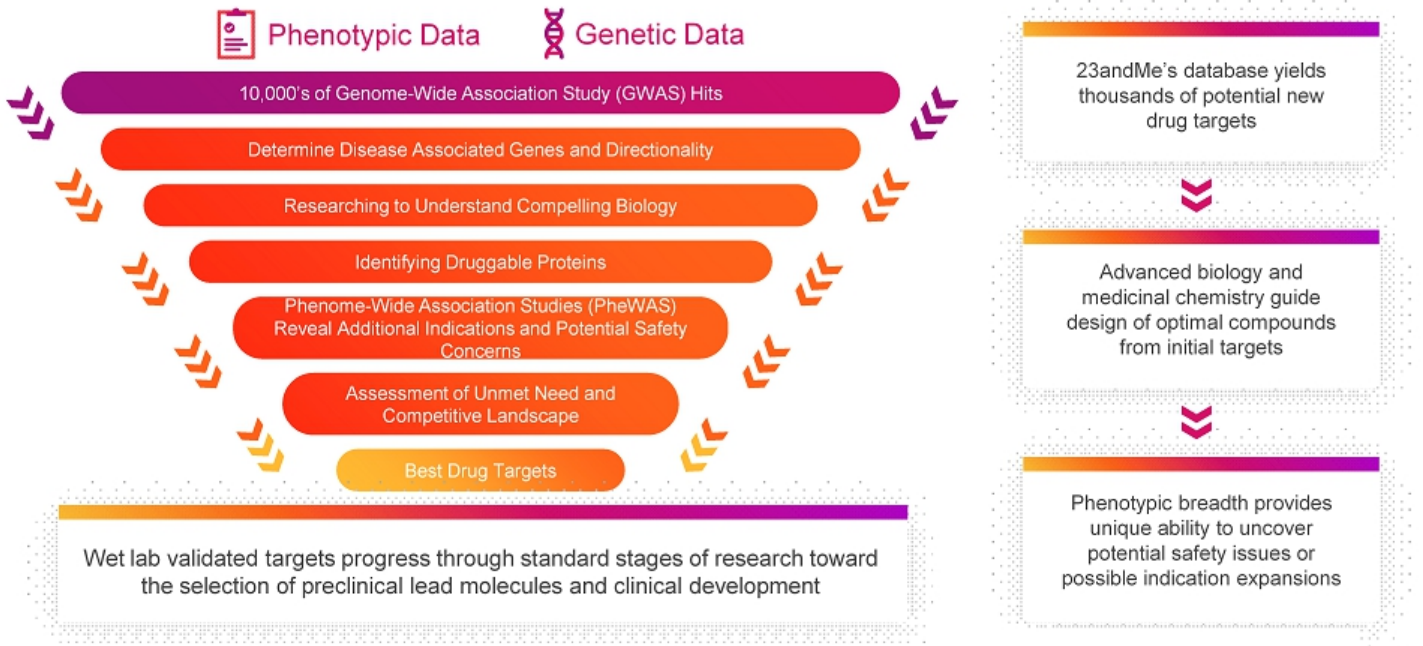 Phenotypic Data
Genetic Data
10,000's of Genome-Wide Association Study (GWAS) Hits
Determine Disease Associated Genes and Directionality
Researching to Understand Compelling Biology
Identifying Druggable Proteins
Phenome-Wide Association Studies (PheWAS)
Reveal Additional Indications and Potential Safety
Concerns
Assessment of Unmet Need and
Competitive Landscape
Best Drug Targets
Wet lab validated targets progress through standard stages of research toward
the selection of preclinical lead molecules and clinical development
23andMe's database yields
thousands of potential new
drug targets
Advanced biology and
medicinal chemistry guide
design of optimal compounds
from initial targets
Phenotypic breadth provides
unique ability to uncover
potential safety issues or
possible indication expansions